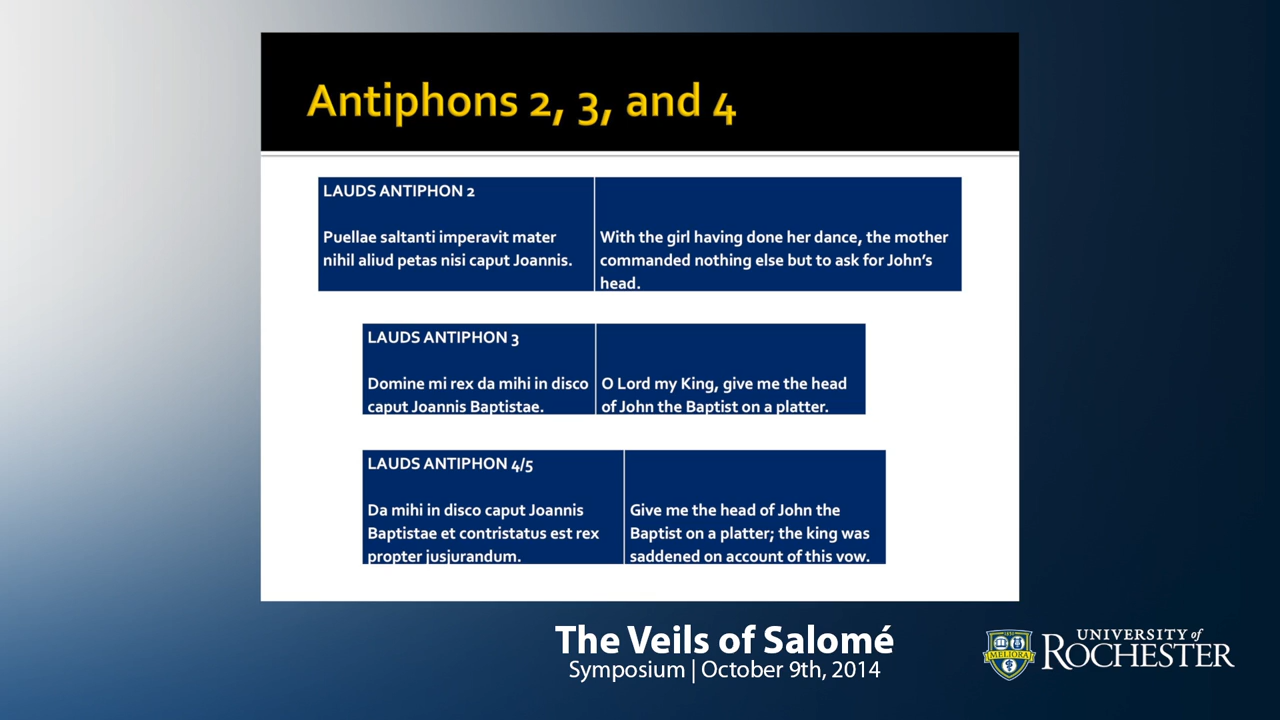 Antiphons 2, 3, and 4
LAUDS ANTIPHON 2
Puellae saltanti imperavit mater
nihil aliud petas nisi caput Joannis.
With the girl having done her dance, the mother
commanded nothing else but to ask for John's
head.
LAUDS ANTIPHON 3
Domine mi rex da mihi in disco
caput Joannis Baptistae.
O Lord my King, give me the head
of John the Baptist on a platter.
LAUDS ANTIPHON 4/5
Da mihi in disco caput Joannis
Baptistae et contristatus est rex
propter jusjurandum.
Give me the head of John the
Baptist on a platter; the king was
saddened on account of this vow.
The Veils of Salomé
Symposium | October 9th, 2014
MELIORA
UNIVERSITY of
ROCHESTER